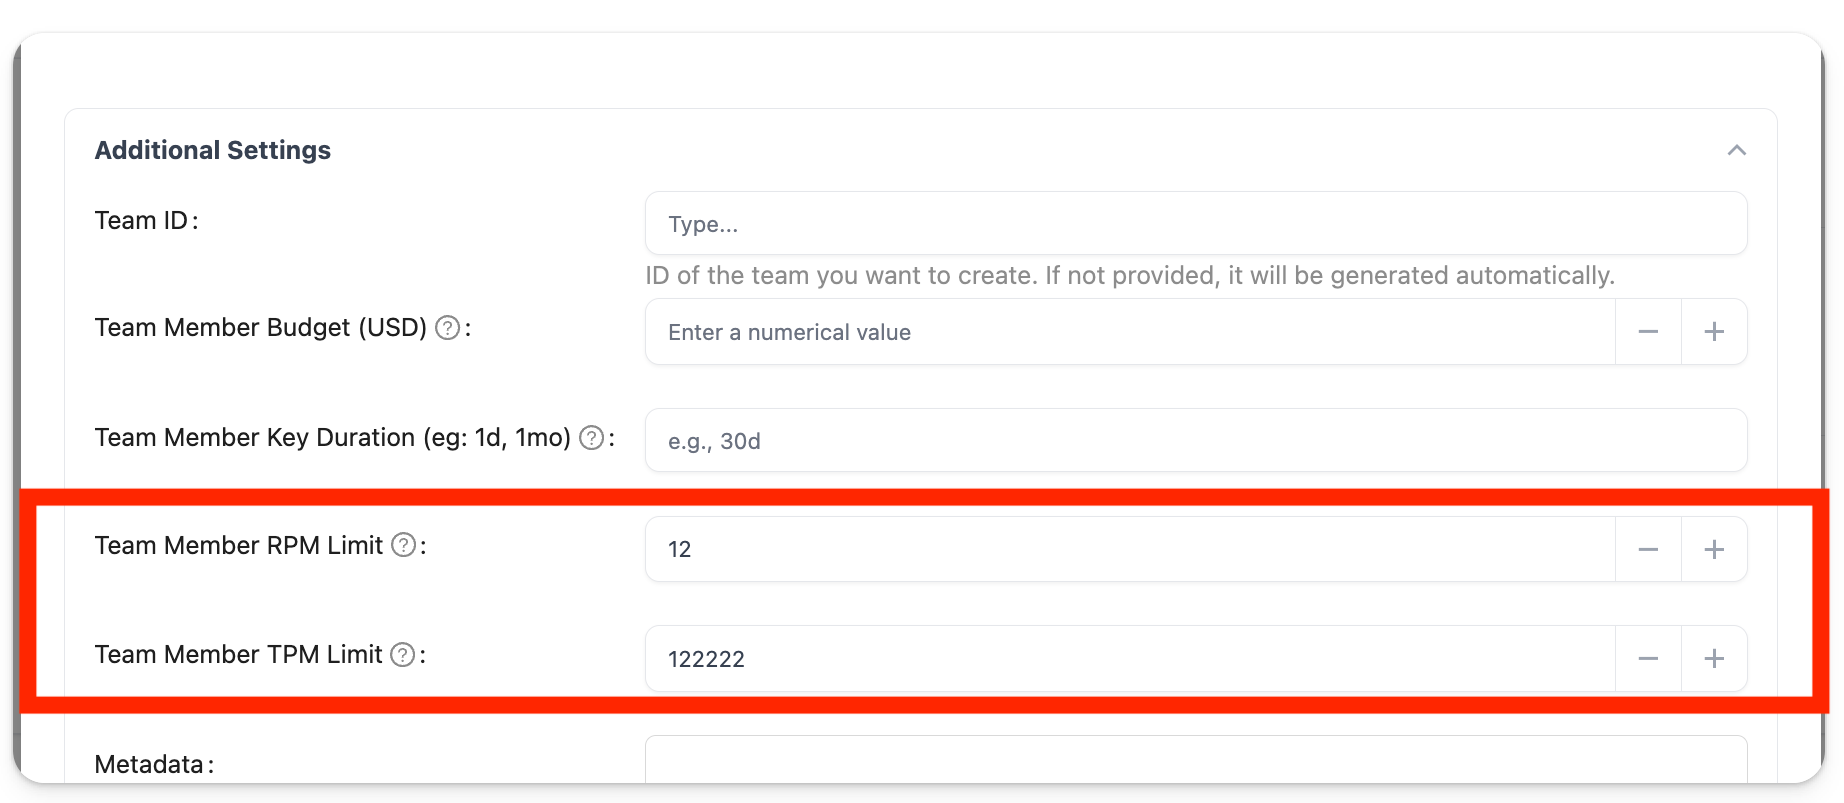 Additional Settings
Team ID:
Type...
ID of the team you want to create. If not provided, it will be generated automatically.
Team Member Budget (USD) ?:
Enter a numerical value
Team Member Key Duration (eg: 1d, 1mo) ?:
e.g., 30d
Team Member RPM Limit ?:
12
Team Member TPM Limit ?:
122222
Metadata: